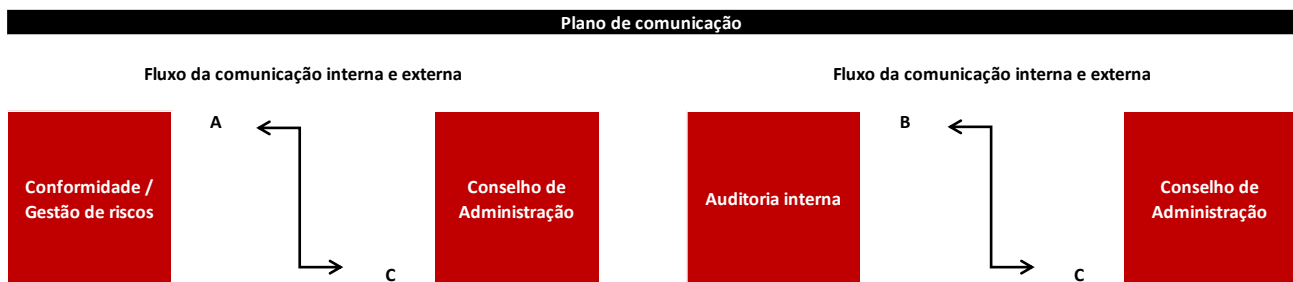 Plano de comunicação
Fluxo da comunicação interna e externa
Fluxo da comunicação interna e externa
Conformidade /
Gestão de riscos
A
C
Conselho de
Administração
Auditoria interna
B
C
Conselho de
Administração